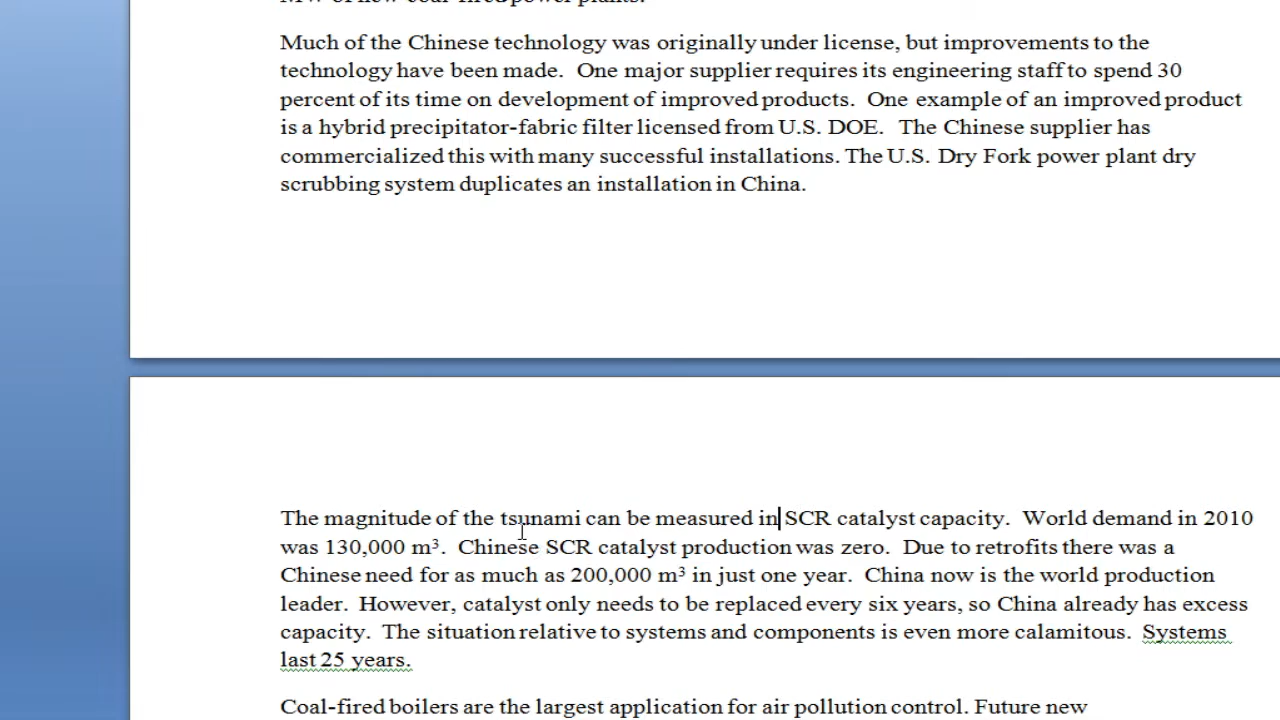 MW of new coal-fired power plants.
Much of the Chinese technology was originally under license, but improvements to the
technology have been made.  One major supplier requires its engineering staff to spend 30
percent of its time on development of improved products.  One example of an improved product
is a hybrid precipitator-fabric filter licensed from U.S. DOE.  The Chinese supplier has
commercialized this with many successful installations. The U.S. Dry Fork power plant dry
scrubbing system duplicates an installation in China.
The magnitude of the tsunami can be measured in SCR catalyst capacity.  World demand in 2010
was 130,000 m³.  Chinese SCR catalyst production was zero.  Due to retrofits there was a
Chinese need for as much as 200,000 m³ in just one year.  China now is the world production
leader.  However, catalyst only needs to be replaced every six years, so China already has excess
capacity.  The situation relative to systems and components is even more calamitous.  Systems
last 25 years.
Coal-fired boilers are the largest application for air pollution control. Future new